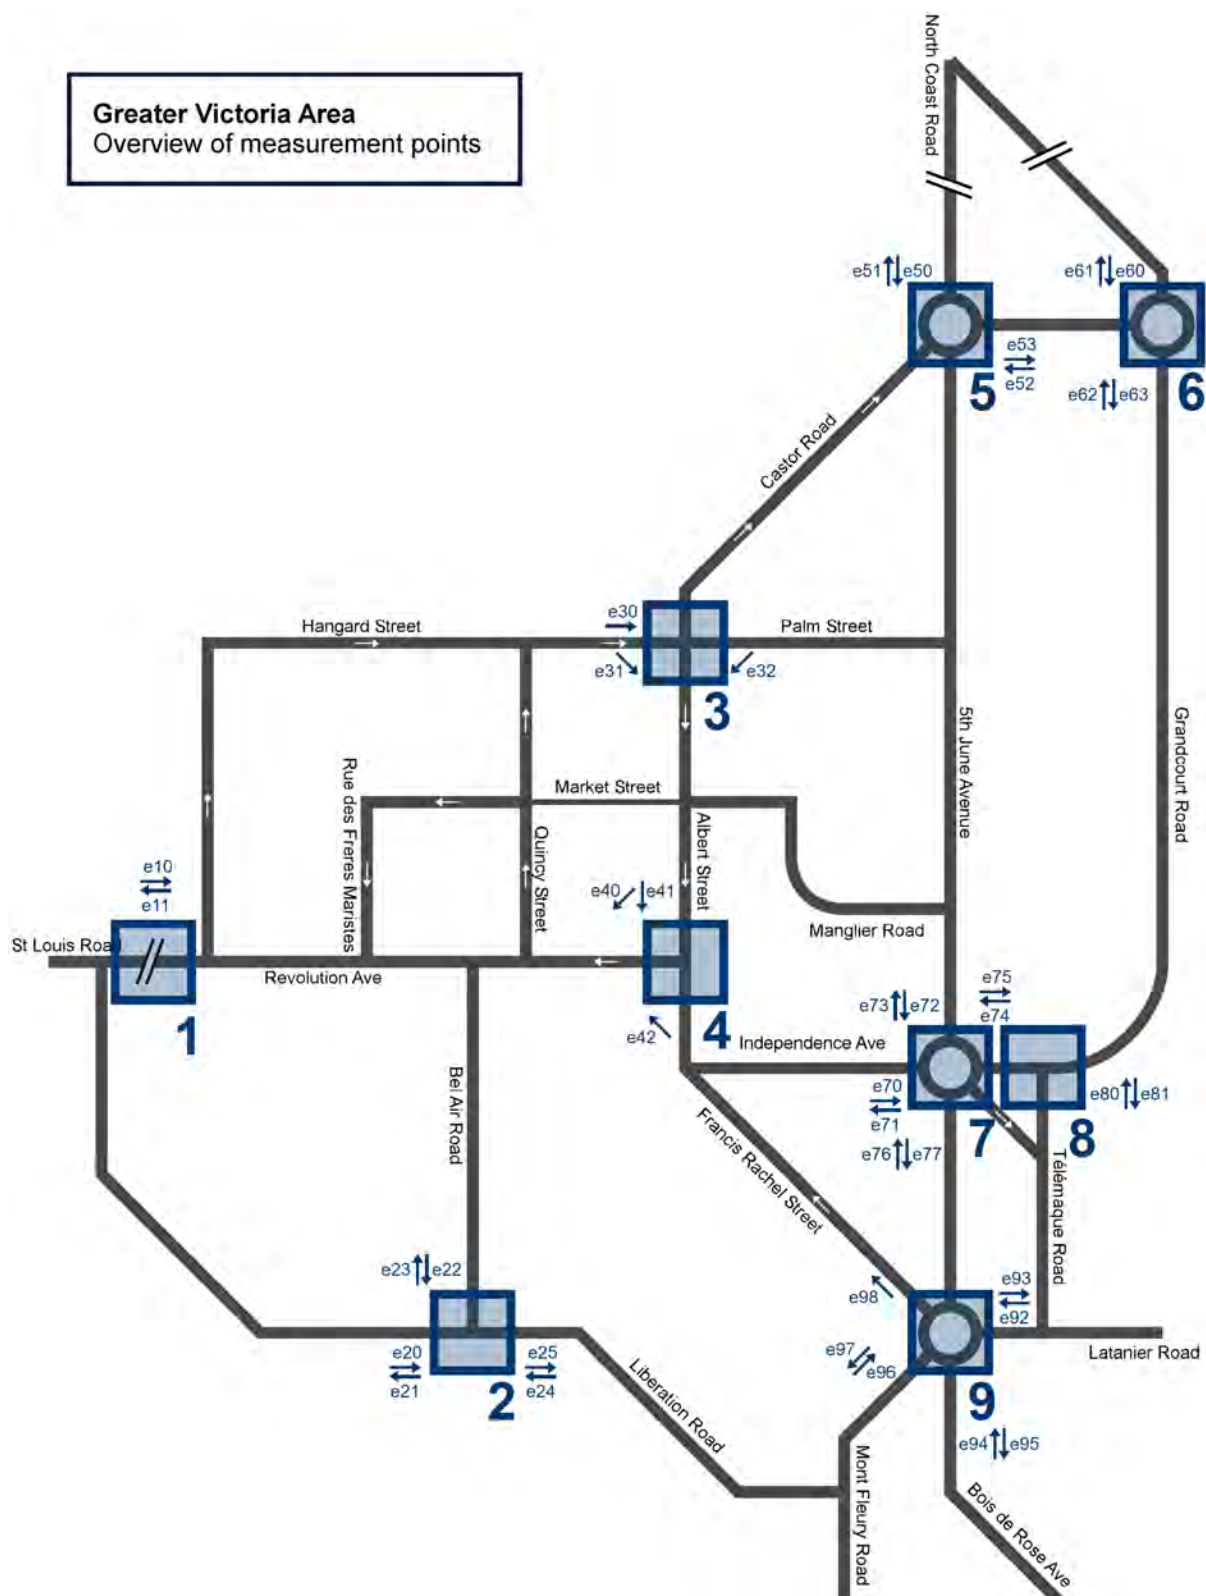 Greater Victoria Area
Overview of measurement points
North Coast Road
e51
e50
e61
e60
e53
e52
5
e62
e63
6
Castor Road
e30
Hangard Street
Palm Street
e31
e32
3
5th June Avenue
Grandcourt Road
Rue des Freres Maristes
Market Street
Quincy Street
Albert Street
e10
e11
e40
e41
St Louis Road
Revolution Ave
Manglier Road
1
e42
4
e73
e72
e75
e74
Independence Ave
Bel Air Road
e70
e71
e80
e81
7
8
e76
e77
Francis Rachel Street
Télémaque Road
e23
e22
e98
e93
e92
e20
e21
e25
e24
2
e97
e96
Latanier Road
9
Liberation Road
e94
e95
Mont Fleury Road
Bois de Rose Ave